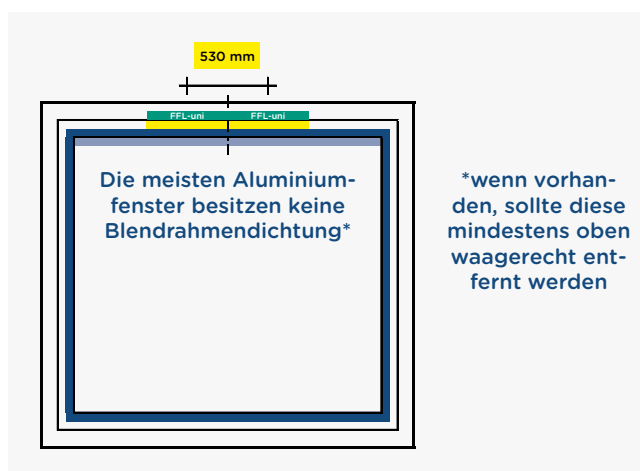 530 mm
FFL-uni FFL-uni
Die meisten Aluminium-
fenster besitzen keine
Blendrahmendichtung*
*wenn vorhan-
den, sollte diese
mindestens oben
waagerecht ent-
fernt werden